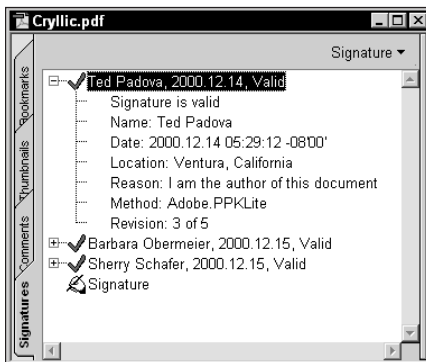 Cryllic.pdf
Signature
Ted Padova, 2000.12.14, Valid
Signature is valid
Name: Ted Padova
Date: 2000.12.14 05:29:12 -08'00'
Location: Ventura, California
Reason: I am the author of this document
Method: Adobe.PPKLite
Revision: 3 of 5
Barbara Obermeier, 2000.12.15, Valid
Sherry Schafer, 2000.12.15, Valid
Signature
Bookmarks
Thumbnails
Comments
Signatures